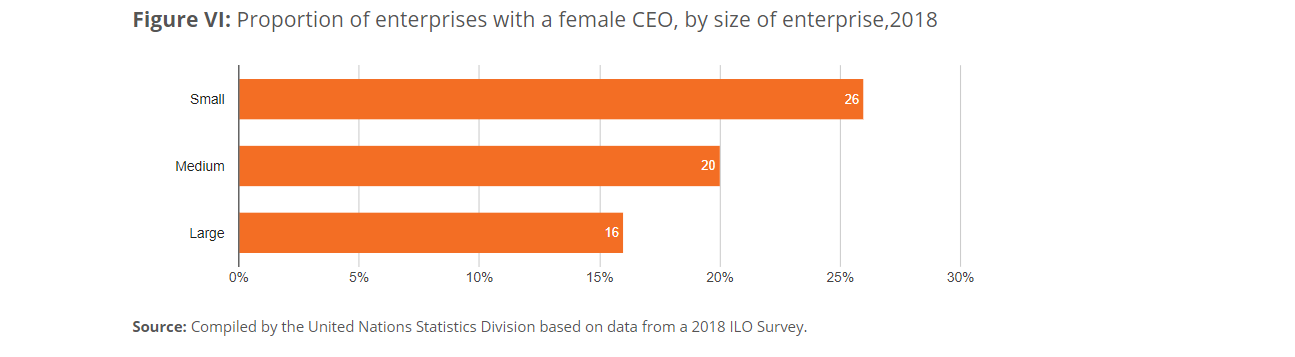 Figure VI: Proportion of enterprises with a female CEO, by size of enterprise,2018
Small 26
Medium 20
Large 16
0% 5% 10% 15% 20% 25% 30%
Source: Compiled by the United Nations Statistics Division based on data from a 2018 ILO Survey.